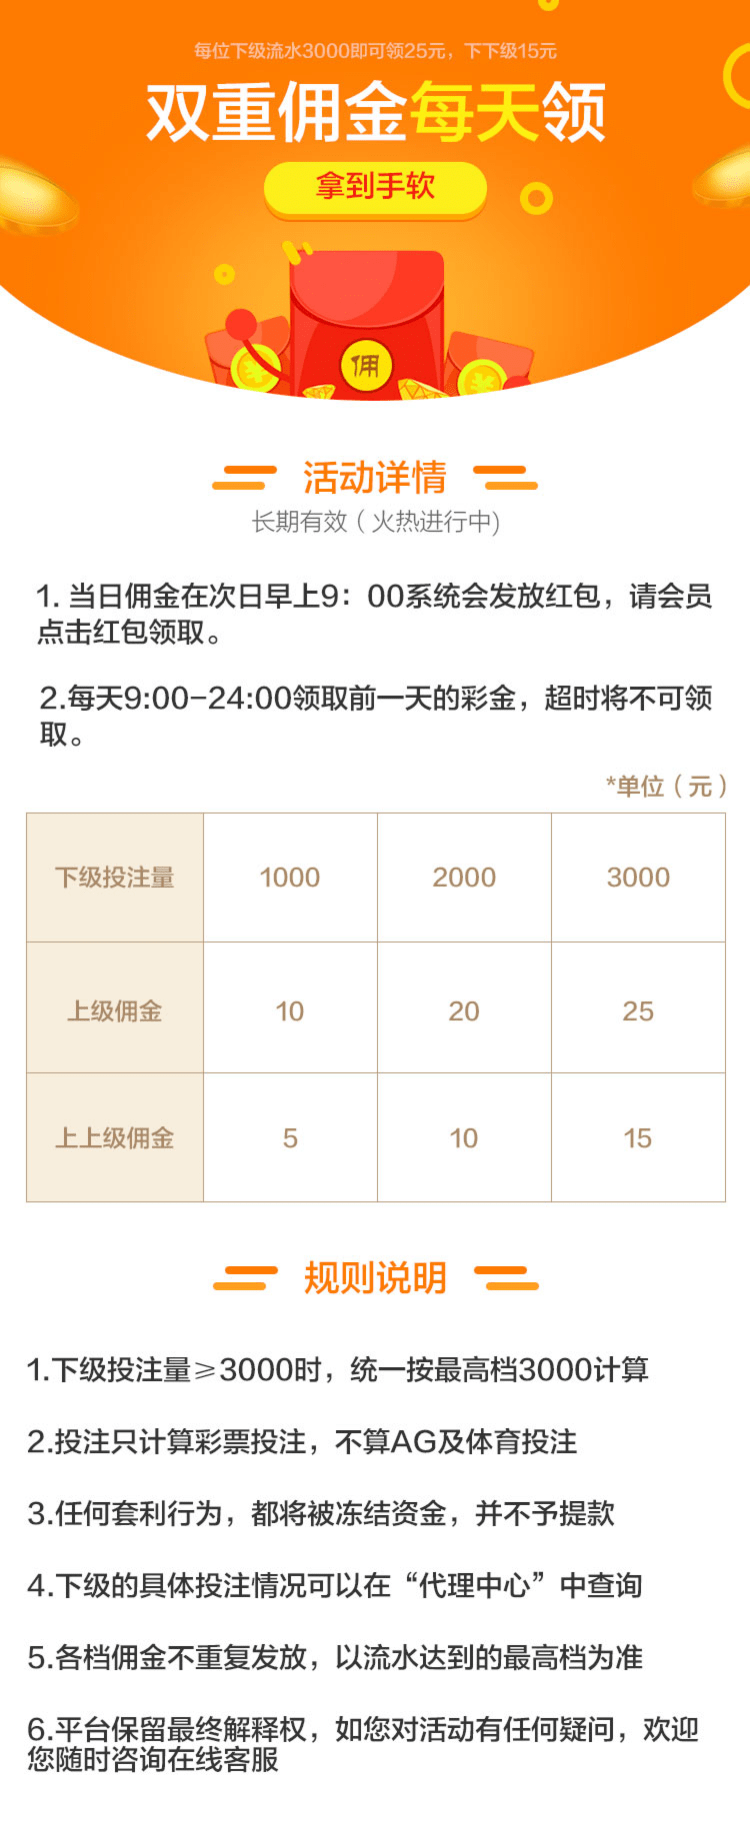 每位下级流水3000即可领25元，下下级15元
双重佣金每天领
拿到手软
佣
活动详情
长期有效（火热进行中)
1. 当日佣金在次日早上9：00系统会发放红包，请会员
点击红包领取。
2.每天9:00-24:00领取前一天的彩金，超时将不可领
取。
*单位（元）
下级投注量 1000 2000 3000
上级佣金 10 20 25
上上级佣金 5 10 15
规则说明
1.下级投注量≥3000时，统一按最高档3000计算
2.投注只计算彩票投注，不算AG及体育投注
3.任何套利行为，都将被冻结资金，并不予提款
4.下级的具体投注情况可以在“代理中心”中查询
5.各档佣金不重复发放，以流水达到的最高档为准
6.平台保留最终解释权，如您对活动有任何疑问，欢迎
您随时咨询在线客服